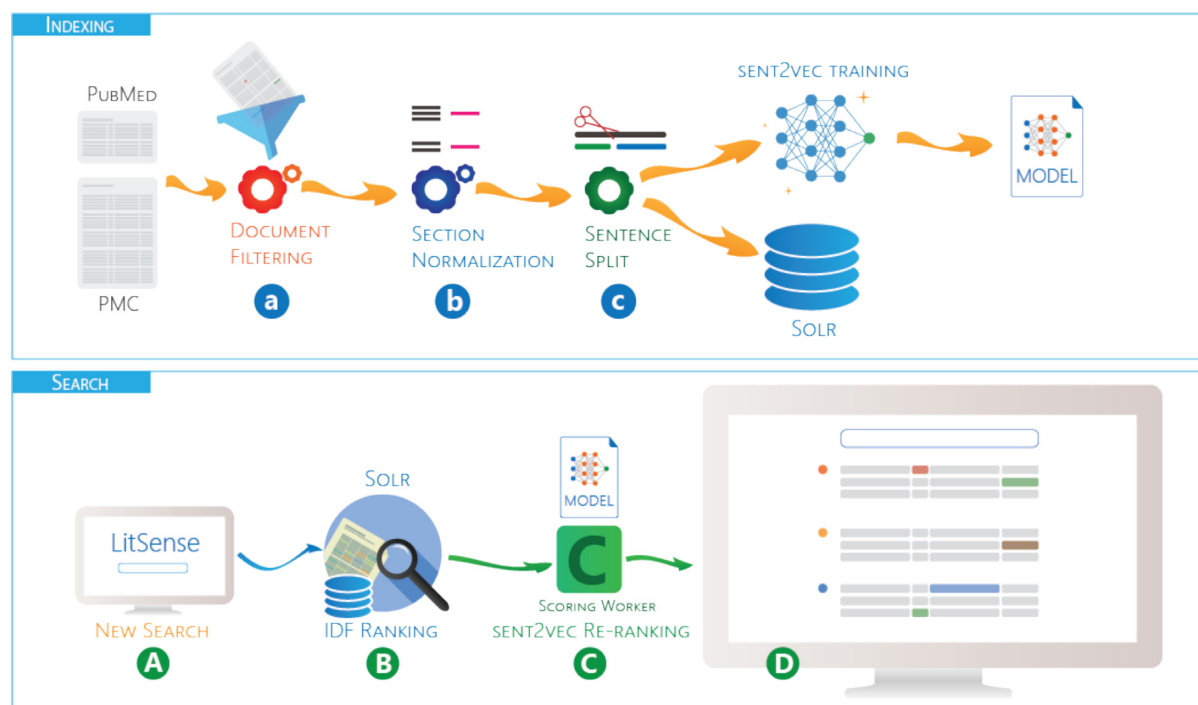 INDEXING
PUBMED
PMC
DOCUMENT
FILTERING
a
SECTION
NORMALIZATION
b
SENTENCE
SPLIT
c
SENT2VEC TRAINING
MODEL
SOLR
SEARCH
LitSense
NEW SEARCH
A
SOLR
IDF RANKING
B
MODEL
C
SCORING WORKER
SENT2VEC RE-RANKING
C
D